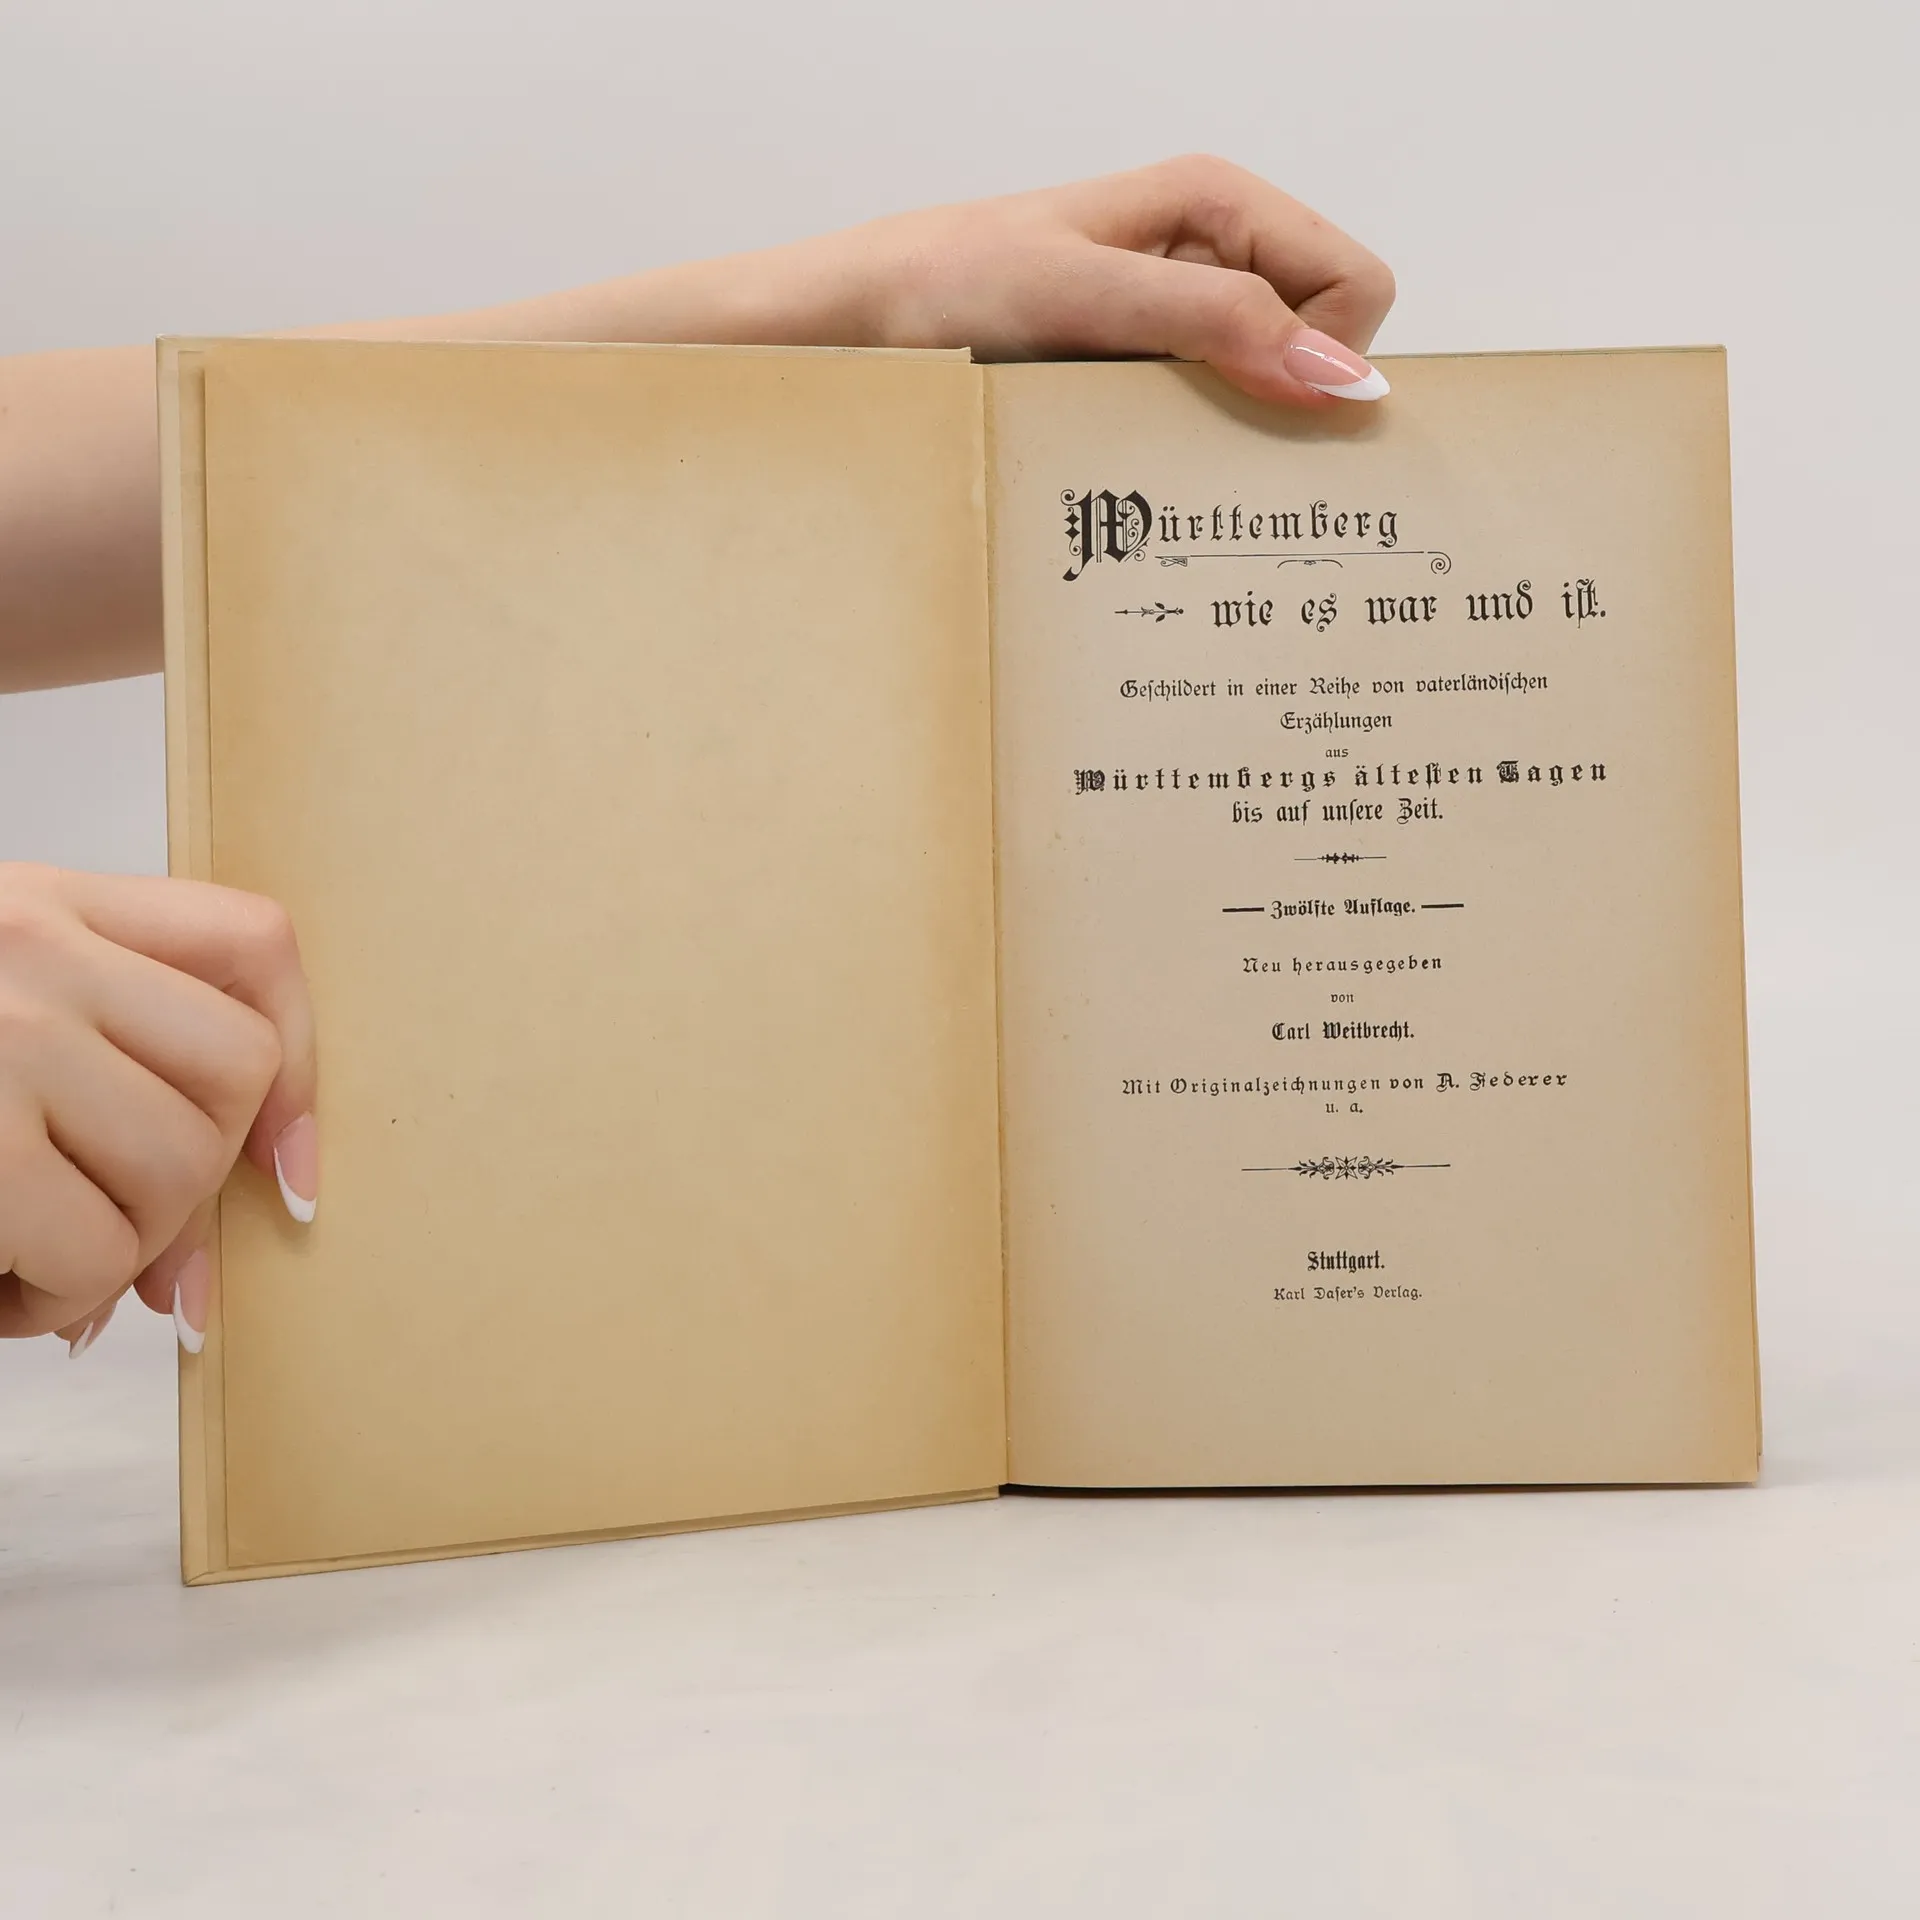 Württemberg
wie es war und iſt.
Geſchildert in einer Reihe von vaterländiſchen
Erzählungen
aus
Württembergs älteſten Tagen
bis auf unſere Zeit.
Zwölfte Auflage.
Neu herausgegeben
von
Carl Weitbrecht.
Mit Originalzeichnungen von A. Federer
u. a.
Stuttgart.
Karl Daſer's Verlag.